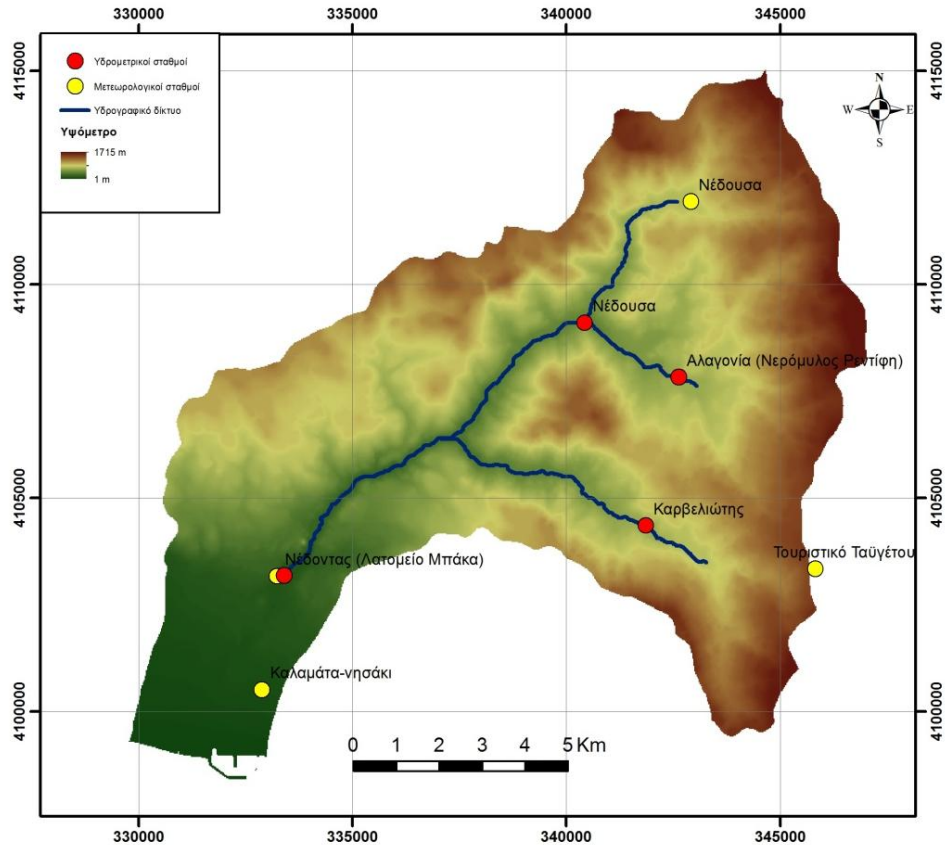 330000 335000 340000 345000
Υδρομετρικοί σταθμοί
Μετεωρολογικοί σταθμοί
Υδρογραφικό δίκτυο
Υψόμετρο
1715 m
1 m
N
W E
S
4115000 4115000
Νέδουσα
4110000 4110000
Νέδουσα
Αλαγονία (Νερόμυλος Ρεντίφη)
4105000 4105000
Καρβελιώτης
Τουριστικό Ταϋγέτου
Νέδοντας (Λατομείο Μπάκα)
Καλαμάτα-νησάκι
4100000 4100000
0 1 2 3 4 5 Km
330000 335000 340000 345000